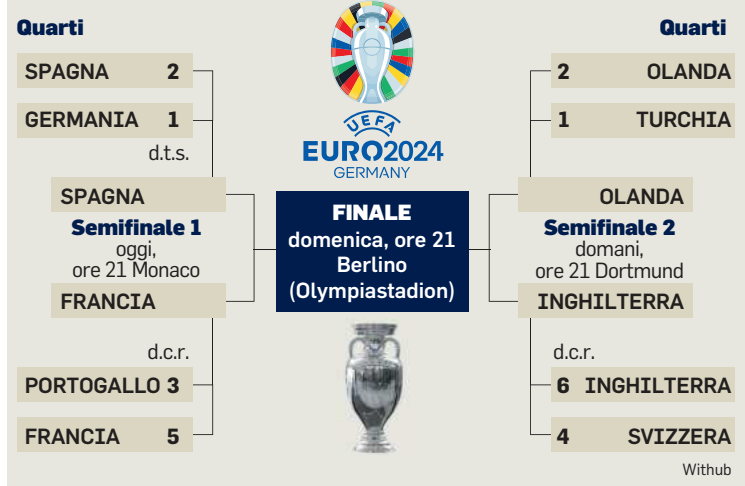 Quarti
SPAGNA 2
GERMANIA 1
d.t.s.
SPAGNA
Semifinale 1
oggi,
ore 21 Monaco
FRANCIA
d.c.r.
PORTOGALLO 3
FRANCIA 5
UEFA
EURO2024
GERMANY
FINALE
domenica, ore 21
Berlino
(Olympiastadion)
Quarti
2 OLANDA
1 TURCHIA
OLANDA
Semifinale 2
domani,
ore 21 Dortmund
INGHILTERRA
d.c.r.
6 INGHILTERRA
4 SVIZZERA
Withub